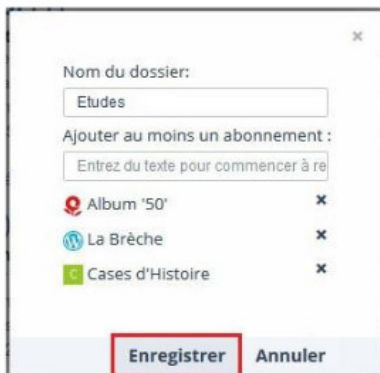 Nom du dossier:
Etudes
Ajouter au moins un abonnement :
Entrez du texte pour commencer à re
Album '50'
La Brèche
C Cases d'Histoire
Enregistrer Annuler